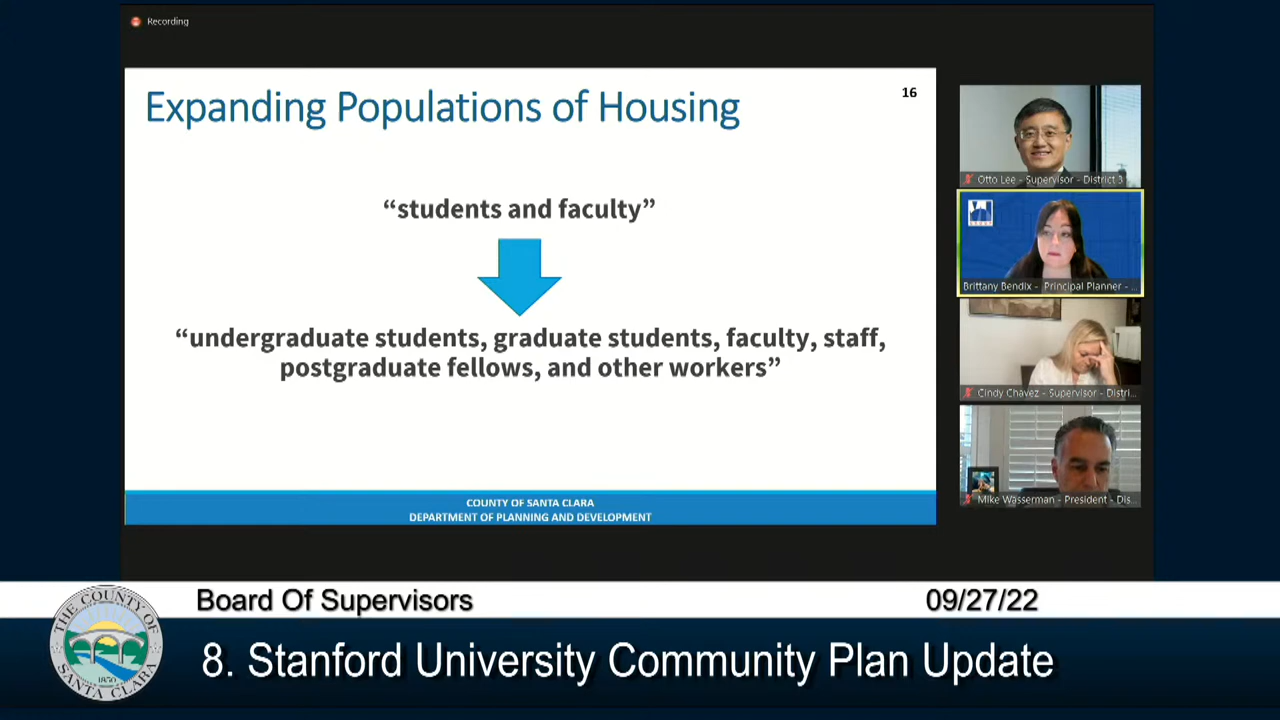 Recording
16
Expanding Populations of Housing
“students and faculty”
“undergraduate students, graduate students, faculty, staff,
postgraduate fellows, and other workers”
COUNTY OF SANTA CLARA
DEPARTMENT OF PLANNING AND DEVELOPMENT
Otto Lee - Supervisor - District 3
Brittany Bendix - Principal Planner - ...
Cindy Chavez - Supervisor - Distri...
Mike Wasserman - President - Dis...
Board Of Supervisors
09/27/22
THE COUNTY OF
SANTA CLARA
1850
8. Stanford University Community Plan Update